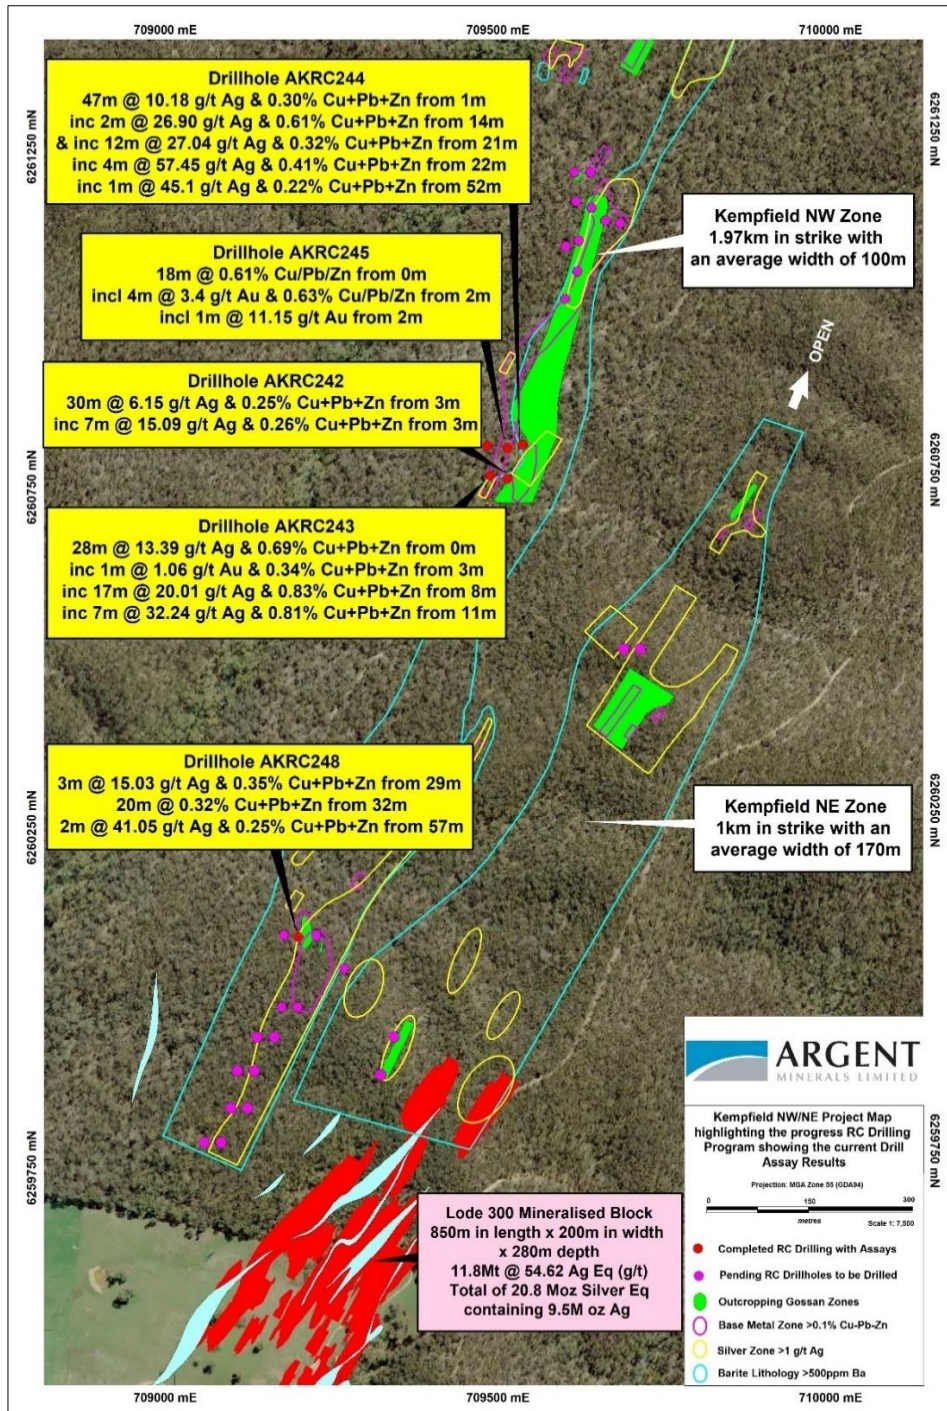 709000 mE
709500 mE
710000 mE
6261250 mN
6261250 mN
Drillhole AKRC244
47m @ 10.18 g/t Ag & 0.30% Cu+Pb+Zn from 1m
inc 2m @ 26.90 g/t Ag & 0.61% Cu+Pb+Zn from 14m
& inc 12m @ 27.04 g/t Ag & 0.32% Cu+Pb+Zn from 21m
inc 4m @ 57.45 g/t Ag & 0.41% Cu+Pb+Zn from 22m
inc 1m @ 45.1 g/t Ag & 0.22% Cu+Pb+Zn from 52m
Kempfield NW Zone
1.97km in strike with
an average width of 100m
Drillhole AKRC245
18m @ 0.61% Cu/Pb/Zn from 0m
incl 4m @ 3.4 g/t Au & 0.63% Cu/Pb/Zn from 2m
incl 1m @ 11.15 g/t Au from 2m
OPEN
Drillhole AKRC242
30m @ 6.15 g/t Ag & 0.25% Cu+Pb+Zn from 3m
inc 7m @ 15.09 g/t Ag & 0.26% Cu+Pb+Zn from 3m
6260750 mN
6260750 mN
Drillhole AKRC243
28m @ 13.39 g/t Ag & 0.69% Cu+Pb+Zn from 0m
inc 1m @ 1.06 g/t Au & 0.34% Cu+Pb+Zn from 3m
inc 17m @ 20.01 g/t Ag & 0.83% Cu+Pb+Zn from 8m
inc 7m @ 32.24 g/t Ag & 0.81% Cu+Pb+Zn from 11m
Drillhole AKRC248
3m @ 15.03 g/t Ag & 0.35% Cu+Pb+Zn from 29m
20m @ 0.32% Cu+Pb+Zn from 32m
2m @ 41.05 g/t Ag & 0.25% Cu+Pb+Zn from 57m
6260250 mN
6260250 mN
Kempfield NE Zone
1km in strike with an
average width of 170m
ARGENT
MINERALS LIMITED
Kempfield NW/NE Project Map
highlighting the progress RC Drilling
Program showing the current Drill
Assay Results
Projection: MGA Zone 55 (GDA94)
0 150 300
metres Scale 1: 7,500
Completed RC Drilling with Assays
Pending RC Drillholes to be Drilled
Outcropping Gossan Zones
Base Metal Zone >0.1% Cu-Pb-Zn
Silver Zone >1 g/t Ag
Barite Lithology >500ppm Ba
6259750 mN
6259750 mN
Lode 300 Mineralised Block
850m in length x 200m in width
x 280m depth
11.8Mt @ 54.62 Ag Eq (g/t)
Total of 20.8 Moz Silver Eq
containing 9.5M oz Ag
709000 mE
709500 mE
710000 mE